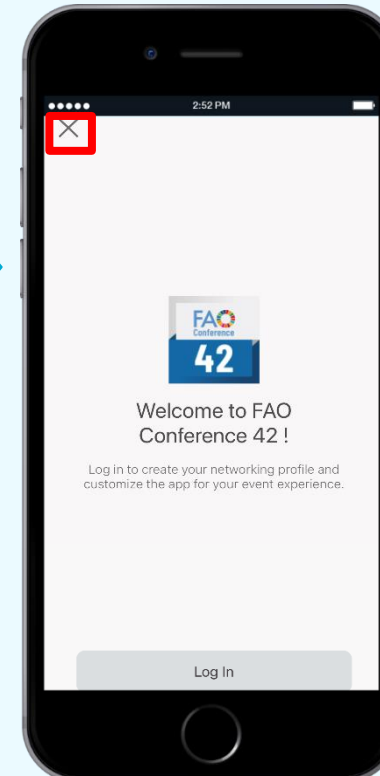 2:52 PM
FAO
Conference
42
Welcome to FAO
Conference 42 !
Log in to create your networking profile and
customize the app for your event experience.
Log In